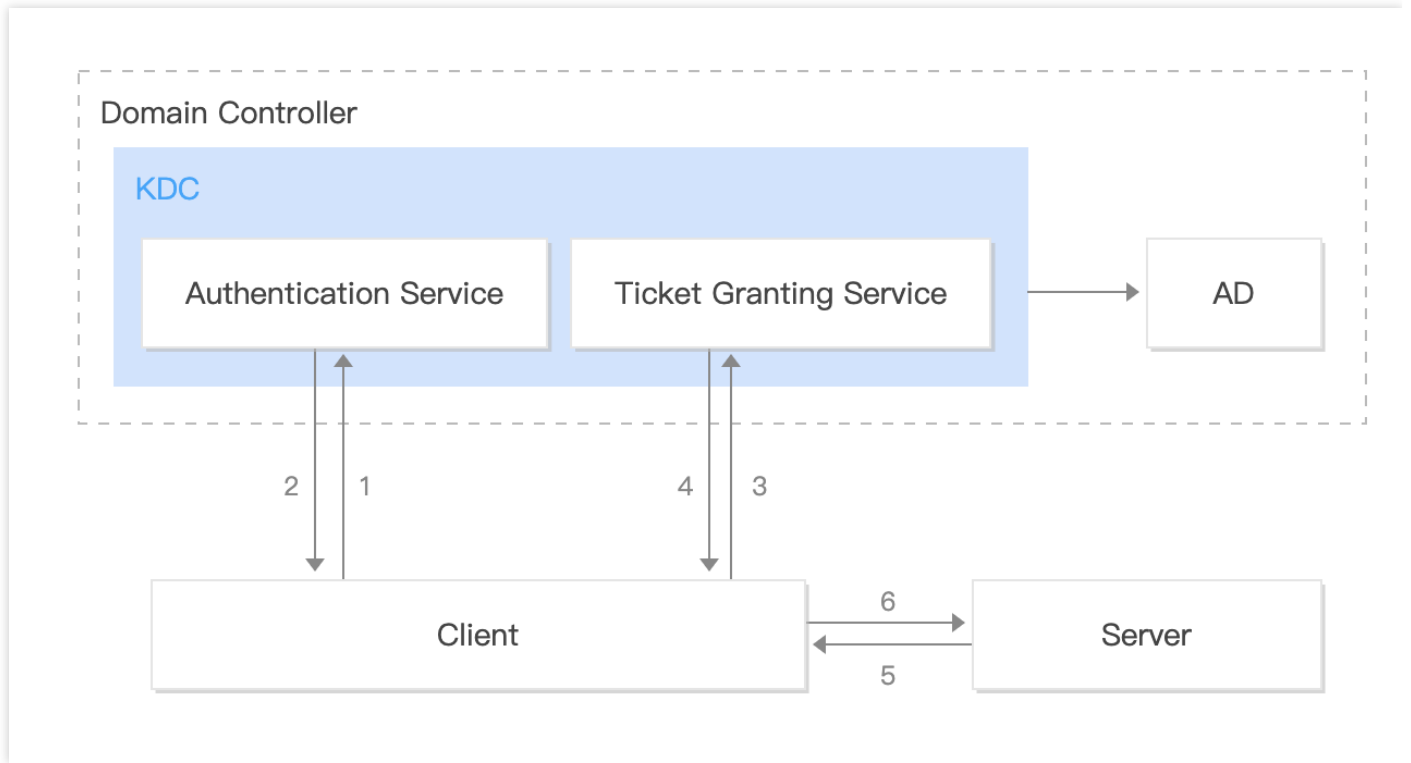 Domain Controller
KDC
Authentication Service
Ticket Granting Service
AD
2
1
4
3
6
Client
Server
5